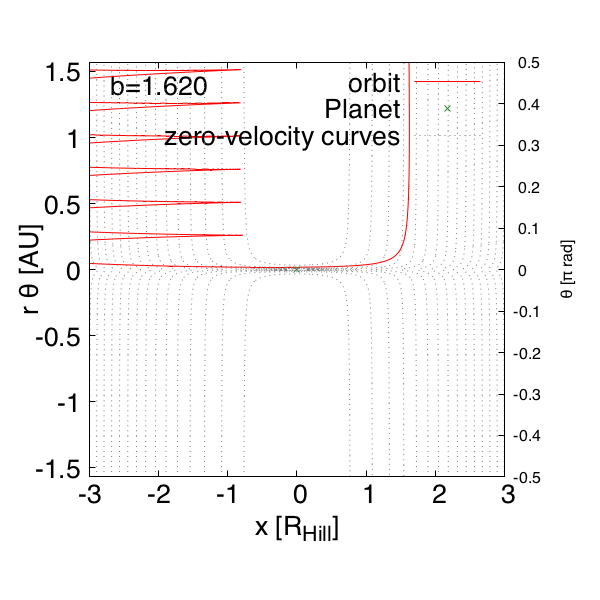 b=1.620
orbit
Planet
zero-velocity curves
1.5
1
0.5
0
-0.5
-1
-1.5
r θ [AU]
0.5
0.4
0.3
0.2
0.1
0
-0.1
-0.2
-0.3
-0.4
-0.5
θ [π rad]
-3 -2 -1 0 1 2 3
x [R_Hill]